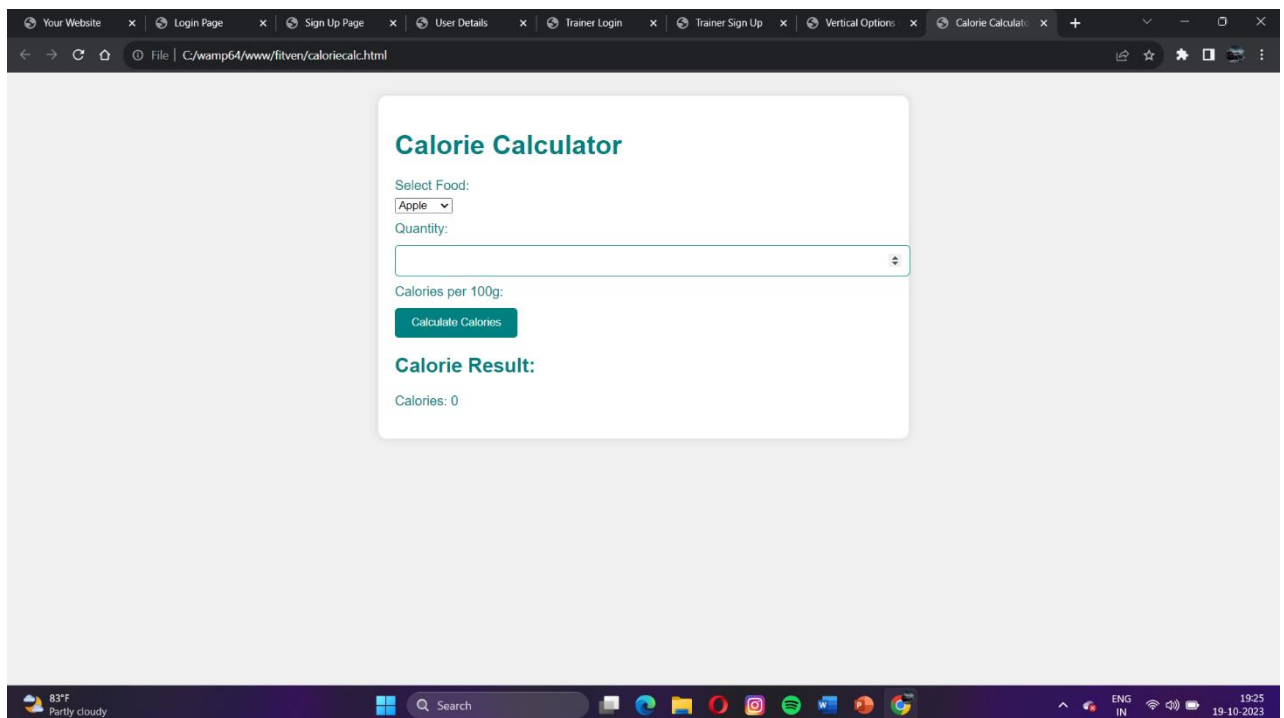 Your Website
Login Page
Sign Up Page
User Details
Trainer Login
Trainer Sign Up
Vertical Options
Calorie Calculato
File C:/wamp64/www/fitven/caloriecalc.html
Calorie Calculator
Select Food:
Apple
Quantity:
Calories per 100g:
Calculate Calories
Calorie Result:
Calories: 0
83°F
Partly cloudy
Search
ENG
IN
19:25
19-10-2023